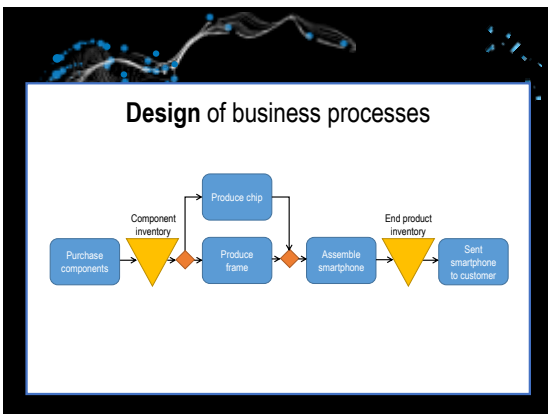 Design of business processes
Produce chip
Component
inventory
End product
inventory
Purchase
components
Produce
frame
Assemble
smartphone
Sent
smartphone
to customer